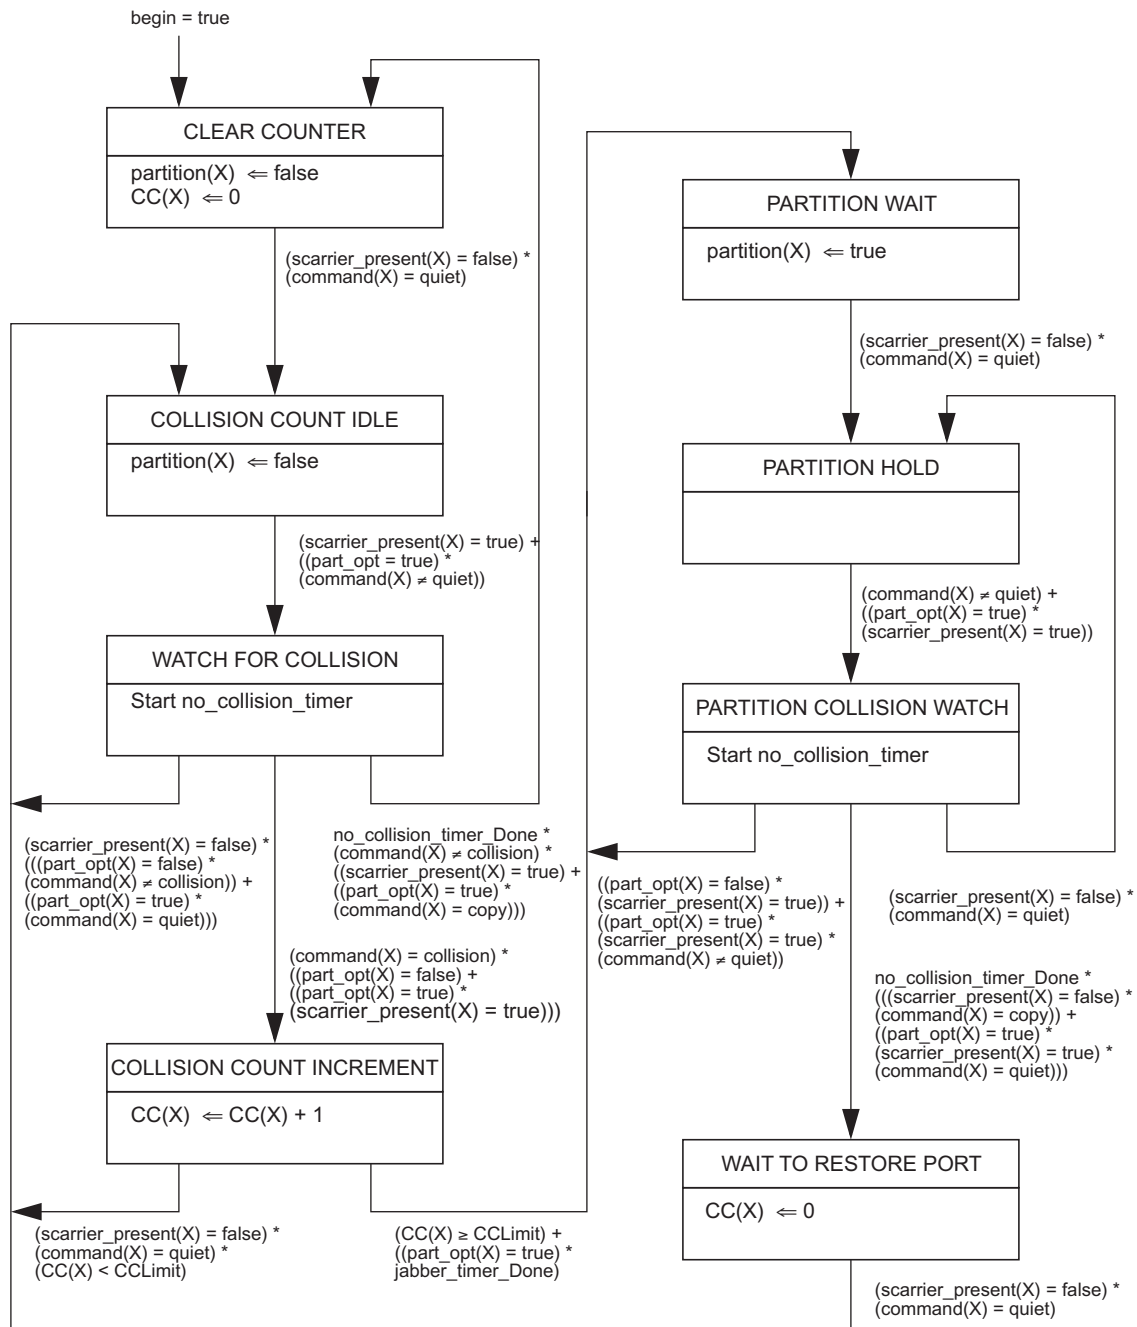 begin = true
CLEAR COUNTER
partition(X) ⇐ false
CC(X) ⇐ 0
(scarrier_present(X) = false) *
(command(X) = quiet)
COLLISION COUNT IDLE
partition(X) ⇐ false
(scarrier_present(X) = true) +
((part_opt = true) *
(command(X) ≠ quiet))
WATCH FOR COLLISION
Start no_collision_timer
(scarrier_present(X) = false) *
(((part_opt(X) = false) *
(command(X) ≠ collision)) +
((part_opt(X) = true) *
(command(X) = quiet)))
no_collision_timer_Done *
(command(X) ≠ collision) *
((scarrier_present(X) = true) +
((part_opt(X) = true) *
(command(X) = copy)))
(command(X) = collision) *
((part_opt(X) = false) +
((part_opt(X) = true) *
(scarrier_present(X) = true)))
COLLISION COUNT INCREMENT
CC(X) ⇐ CC(X) + 1
(scarrier_present(X) = false) *
(command(X) = quiet) *
(CC(X) < CCLimit)
(CC(X) ≥ CCLimit) +
((part_opt(X) = true) *
jabber_timer_Done)
PARTITION WAIT
partition(X) ⇐ true
(scarrier_present(X) = false) *
(command(X) = quiet)
PARTITION HOLD
(command(X) ≠ quiet) +
((part_opt(X) = true) *
(scarrier_present(X) = true))
PARTITION COLLISION WATCH
Start no_collision_timer
((part_opt(X) = false) *
(scarrier_present(X) = true)) +
((part_opt(X) = true) *
(scarrier_present(X) = true) *
(command(X) ≠ quiet))
(scarrier_present(X) = false) *
(command(X) = quiet)
no_collision_timer_Done *
(((scarrier_present(X) = false) *
(command(X) = copy)) +
((part_opt(X) = true) *
(scarrier_present(X) = true) *
(command(X) = quiet)))
WAIT TO RESTORE PORT
CC(X) ⇐ 0
(scarrier_present(X) = false) *
(command(X) = quiet)